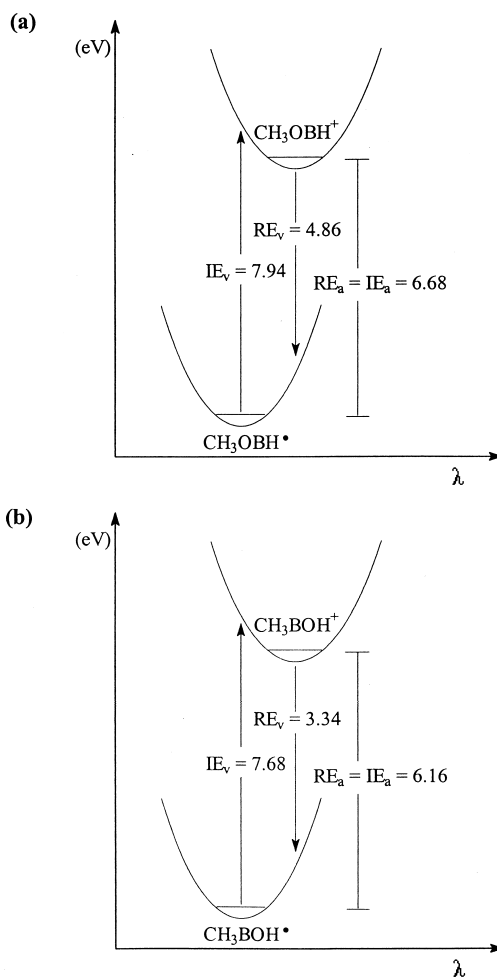 (a)
(eV)
CH₃OBH⁺
REᵥ = 4.86
IEᵥ = 7.94
REₐ = IEₐ = 6.68
CH₃OBH•
λ
(b)
(eV)
CH₃BOH⁺
REᵥ = 3.34
IEᵥ = 7.68
REₐ = IEₐ = 6.16
CH₃BOH•
λ